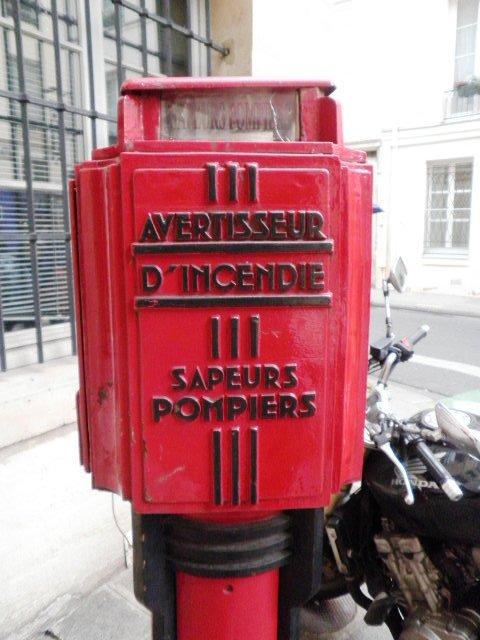 AVERTISSEUR
D'INCENDIE
SAPEURS
POMPIERS
HONDA